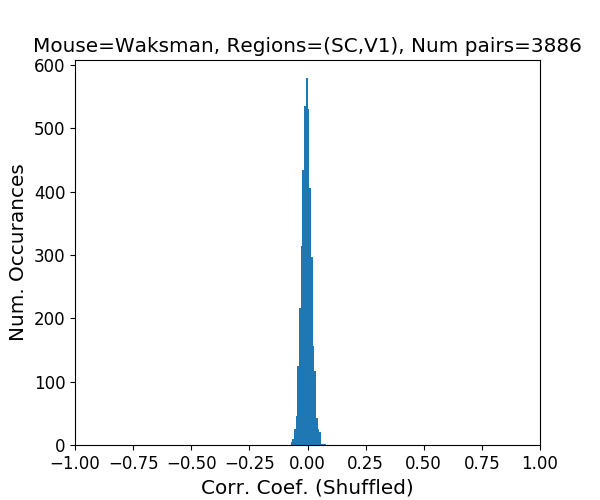 Mouse=Waksman, Regions=(SC,V1), Num pairs=3886
600
500
400
300
200
100
0
Num. Occurances
−1.00 −0.75 −0.50 −0.25 0.00 0.25 0.50 0.75 1.00
Corr. Coef. (Shuffled)